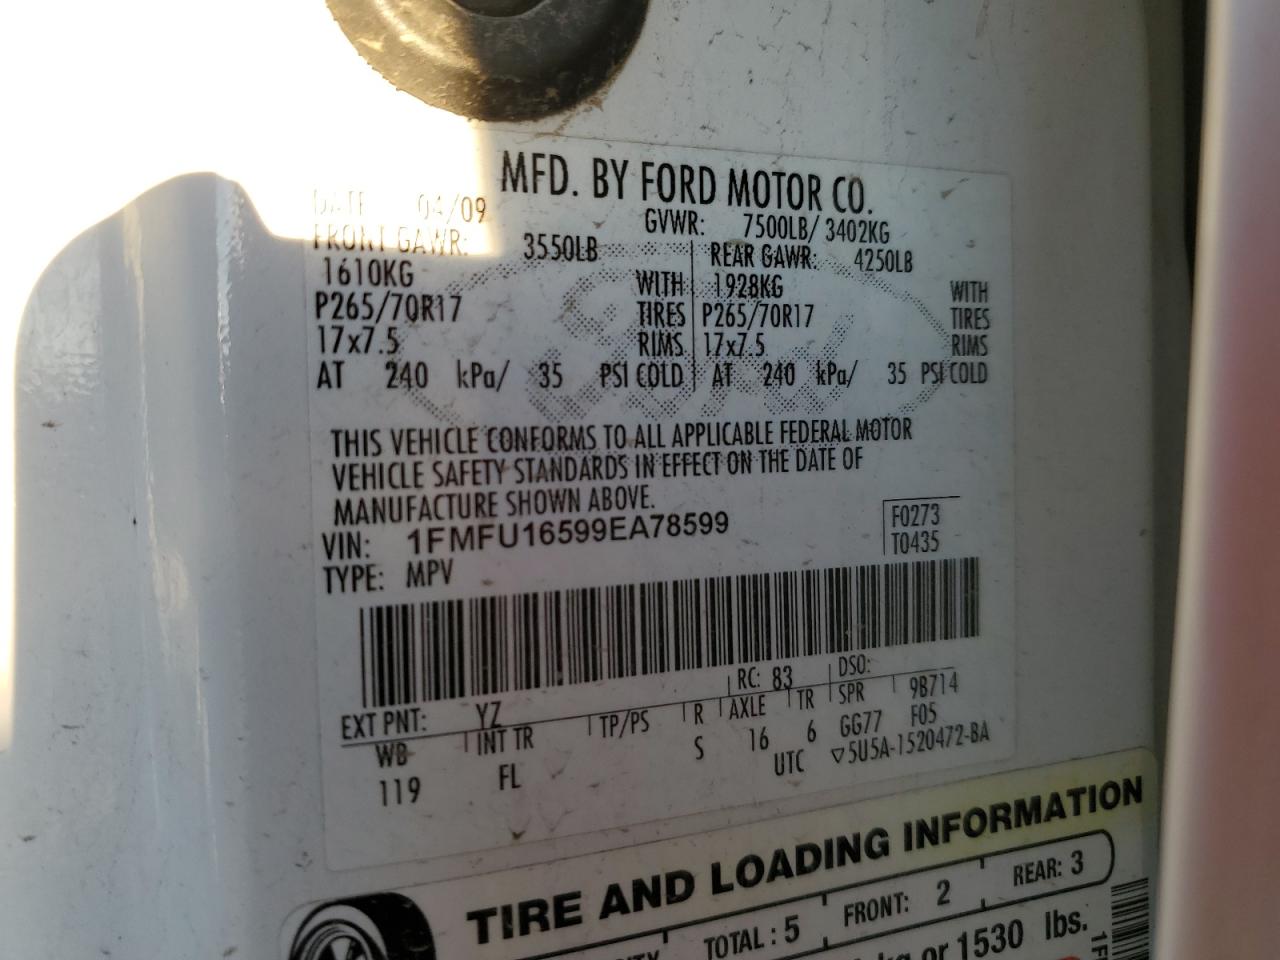 MFD. BY FORD MOTOR CO.
DATE 04/09 GVWR: 7500LB/ 3402KG
FRONT GAWR: 3550LB REAR GAWR: 4250LB
1610KG WITH 1928KG WITH
P265/70R17 TIRES P265/70R17 TIRES
17x7.5 RIMS 17x7.5 RIMS
AT 240 kPa/ 35 PSI COLD AT 240 kPa/ 35 PSI COLD
THIS VEHICLE CONFORMS TO ALL APPLICABLE FEDERAL MOTOR
VEHICLE SAFETY STANDARDS IN EFFECT ON THE DATE OF
MANUFACTURE SHOWN ABOVE.
F0273
VIN: 1FMFU16599EA78599 T0435
TYPE: MPV
EXT PNT: YZ RC: 83 DSO:
WB INT TR TP/PS R AXLE TR SPR 9B714
119 FL S 16 6 GG77 F05
UTC ▽5U5A-1520472-BA
TIRE AND LOADING INFORMATION
TOTAL : 5 FRONT: 2 REAR: 3
kg or 1530 lbs.